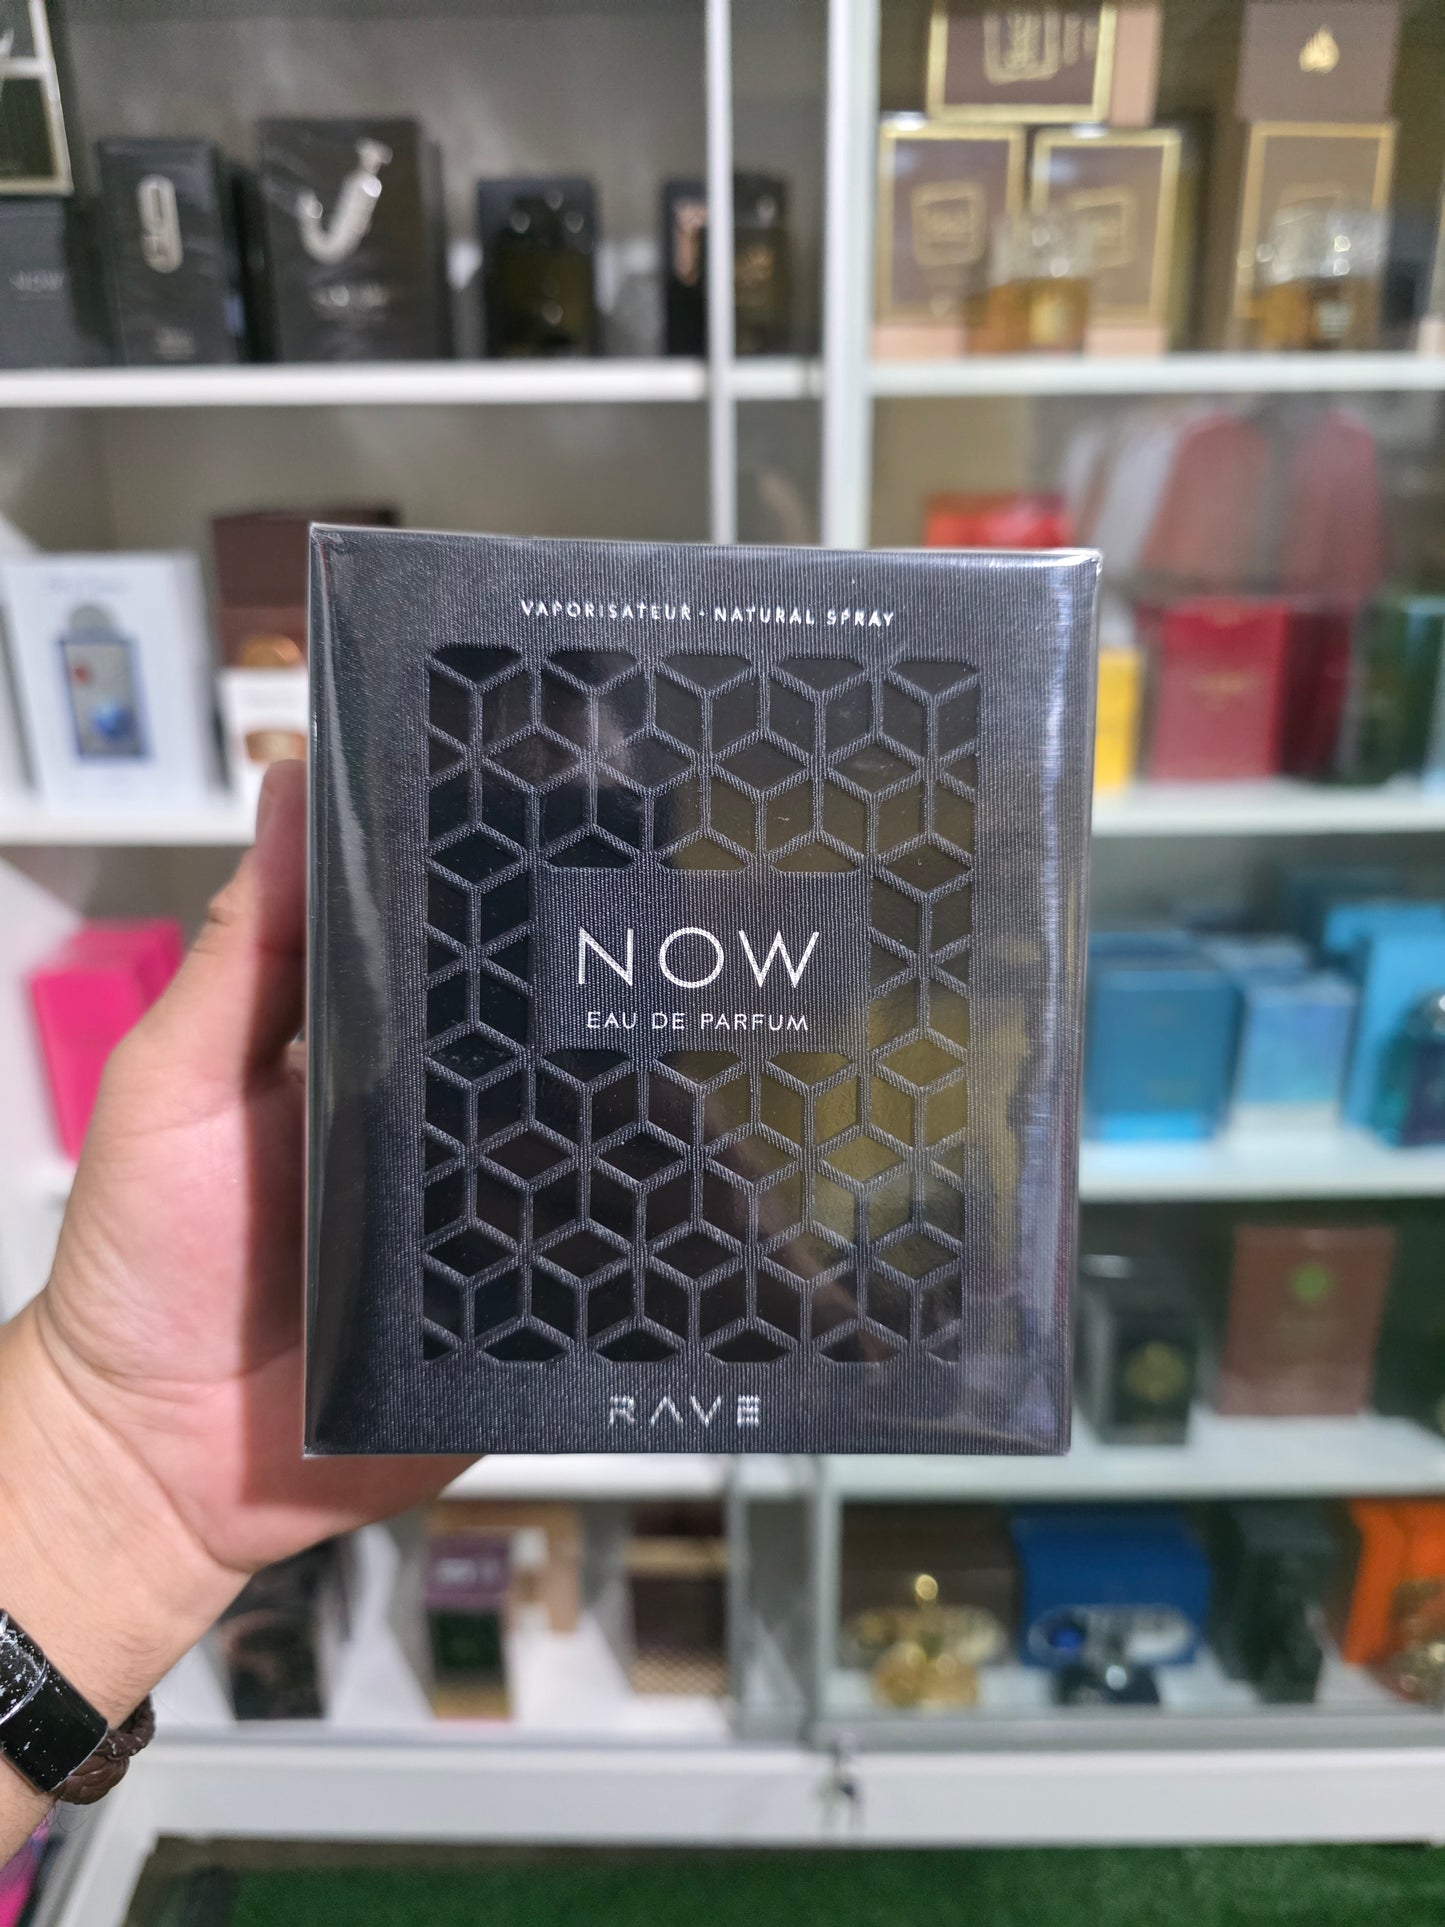 VAPORISATEUR · NATURAL SPRAY
NOW
EAU DE PARFUM
RAVE